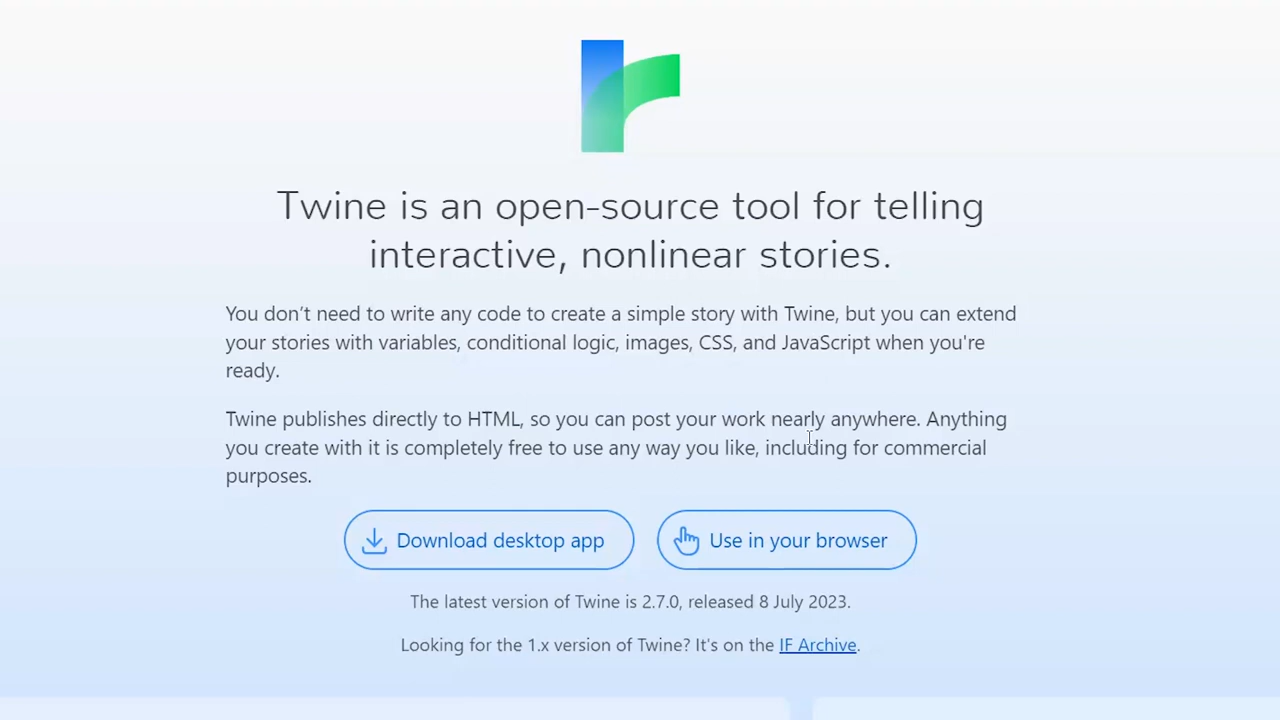 Twine is an open-source tool for telling
interactive, nonlinear stories.
You don’t need to write any code to create a simple story with Twine, but you can extend
your stories with variables, conditional logic, images, CSS, and JavaScript when you're
ready.
Twine publishes directly to HTML, so you can post your work nearly anywhere. Anything
you create with it is completely free to use any way you like, including for commercial
purposes.
Download desktop app
Use in your browser
The latest version of Twine is 2.7.0, released 8 July 2023.
Looking for the 1.x version of Twine? It's on the IF Archive.